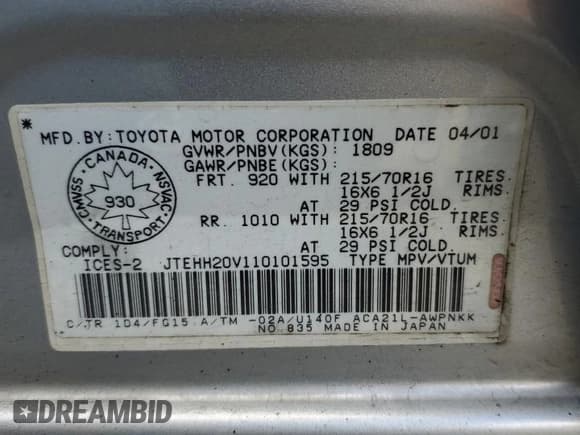 *
MFD.BY:TOYOTA MOTOR CORPORATION DATE 04/01
GVWR/PNBV(KGS): 1809
GAWR/PNBE(KGS):
FRT. 920 WITH 215/70R16 TIRES
16X6 1/2J RIMS
AT 29 PSI COLD.
RR. 1010 WITH 215/70R16 TIRES
16X6 1/2J RIMS
AT 29 PSI COLD.
CANADA
CMVSS · NSVAC
930
TRANSPORT
COMPLY:
ICES-2 JTEHH20V110101595 TYPE MPV/VTUM
C/TR 1D4/FG15 A/TM -02A/U140F ACA21L-AWPNKK
NO.835 MADE IN JAPAN
DREAMBID